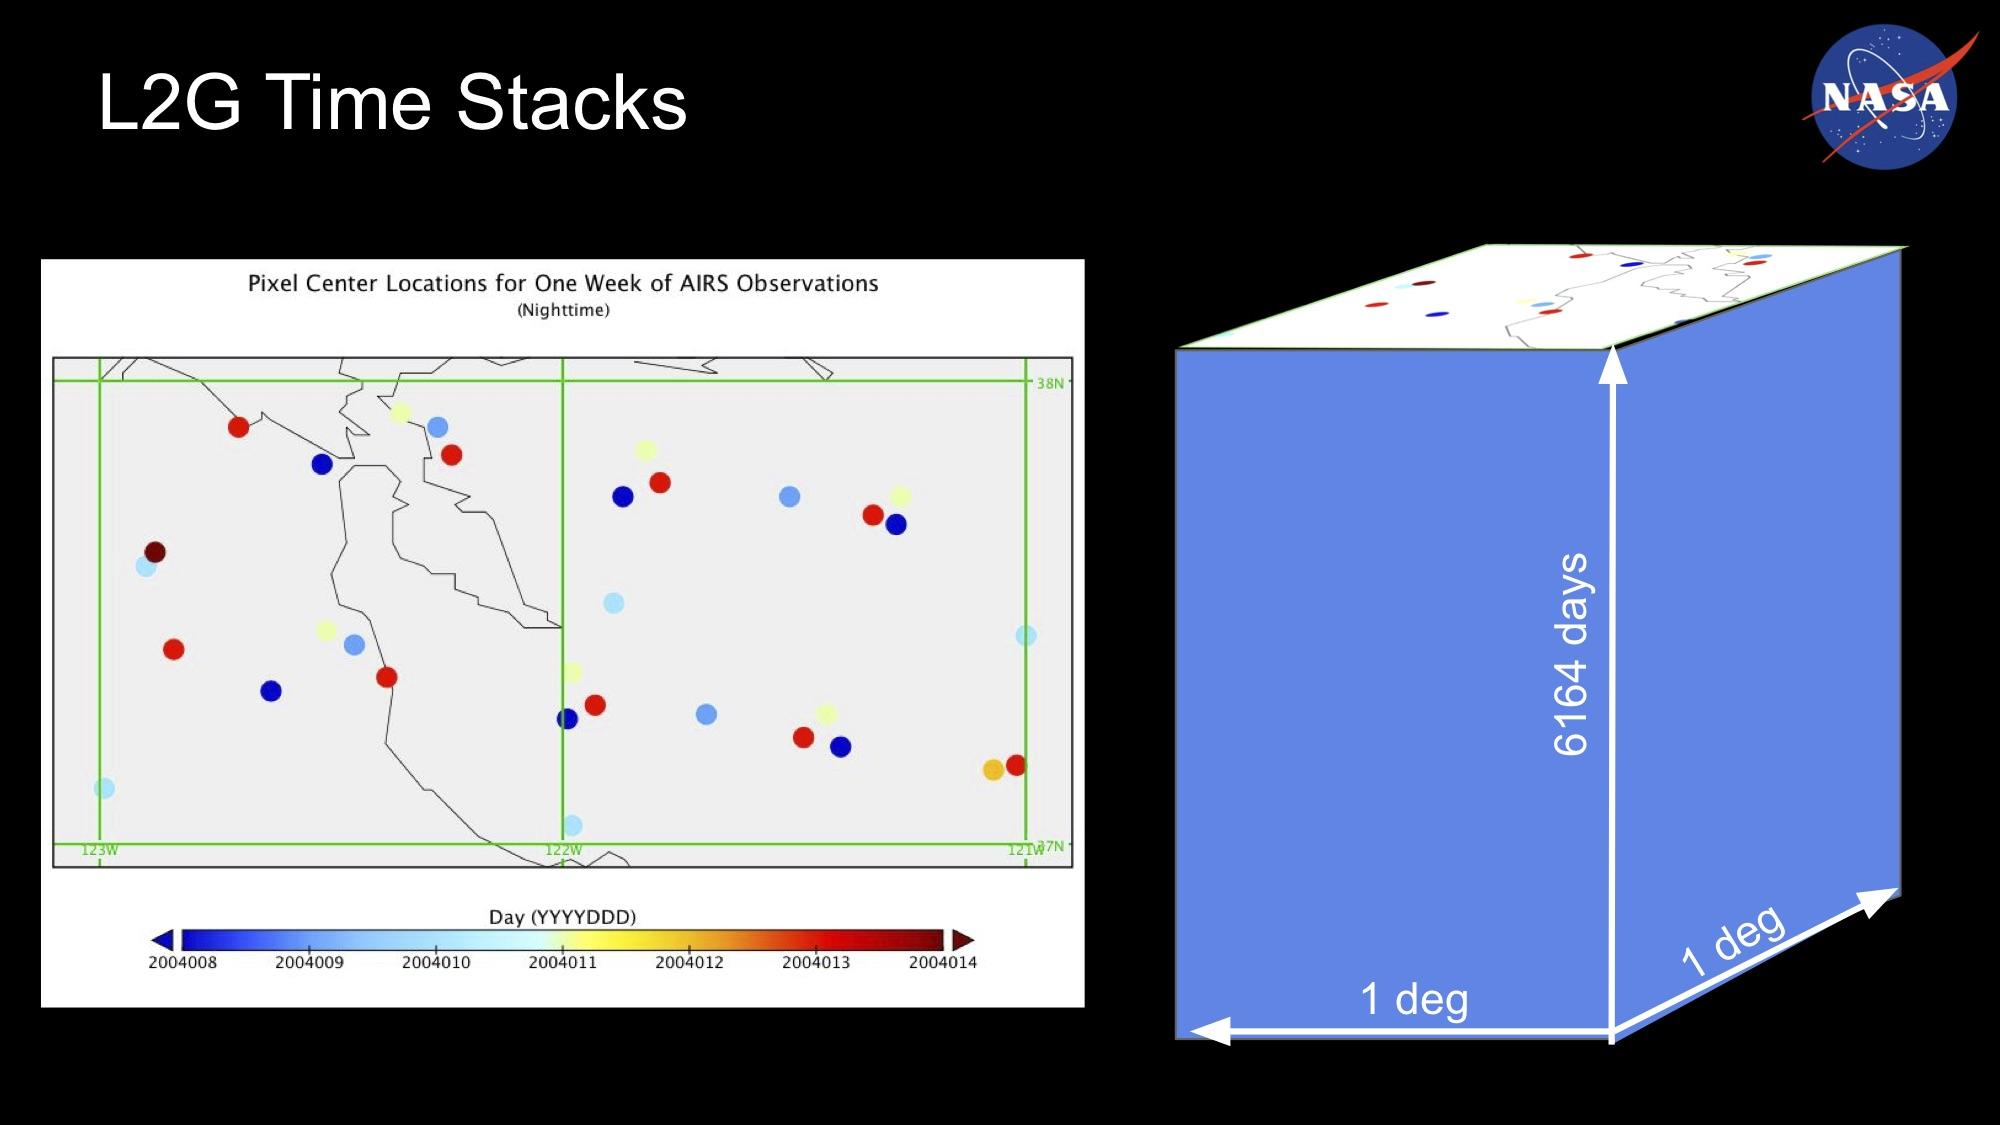 L2G Time Stacks
NASA
Pixel Center Locations for One Week of AIRS Observations
(Nighttime)
38N
123W
122W
121W
37N
Day (YYYYDDD)
2004008
2004009
2004010
2004011
2004012
2004013
2004014
6164 days
1 deg
1 deg